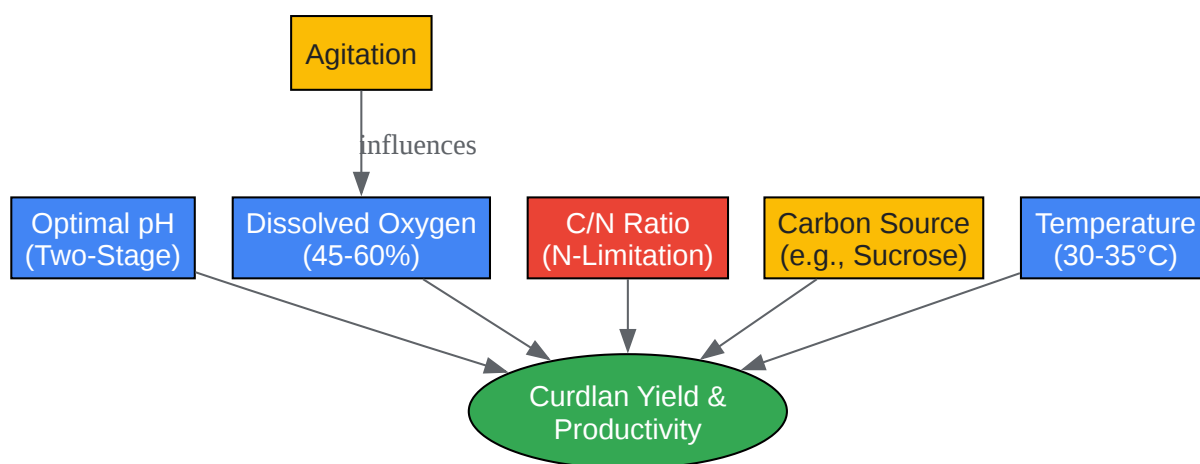 Agitation
influences
Optimal pH
(Two-Stage)
Dissolved Oxygen
(45-60%)
C/N Ratio
(N-Limitation)
Carbon Source
(e.g., Sucrose)
Temperature
(30-35°C)
Curdlan Yield &
Productivity